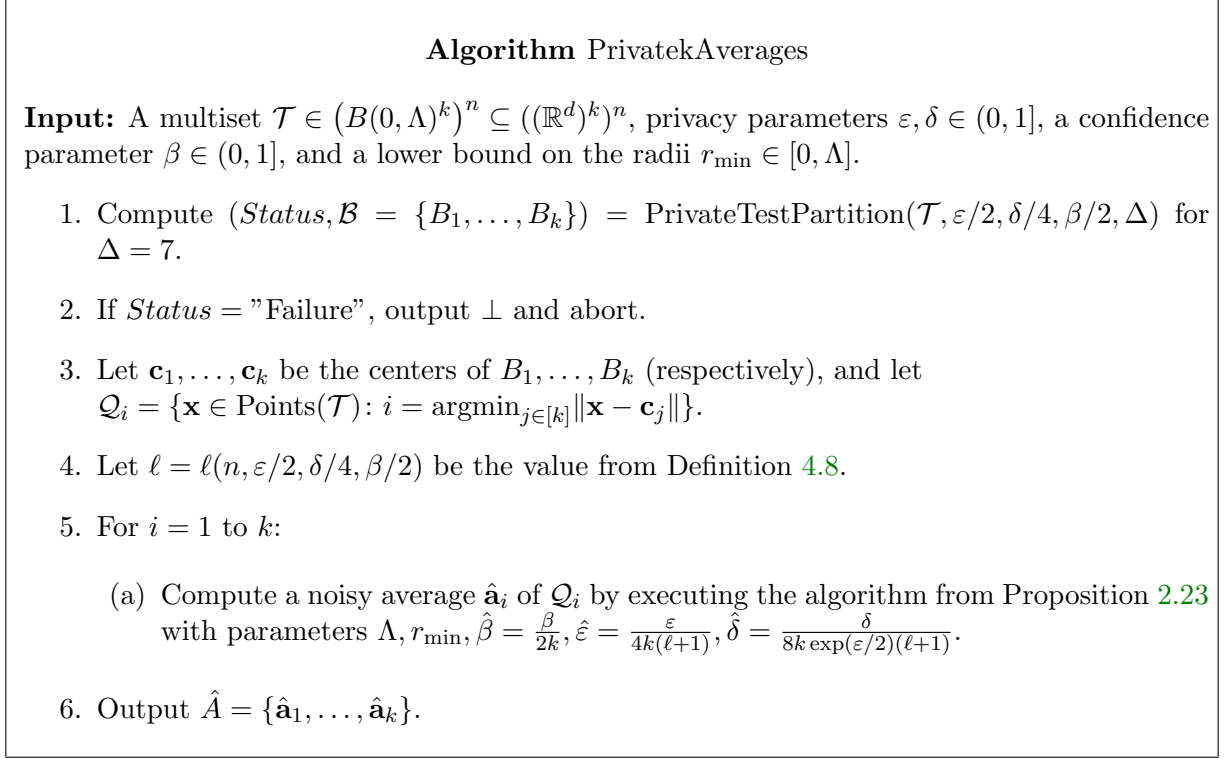 Algorithm PrivatekAverages
Input: A multiset 𝒯 ∈ (B(0, Λ)^k)^n ⊆ ((ℝ^d)^k)^n, privacy parameters ε, δ ∈ (0, 1], a confidence
parameter β ∈ (0, 1], and a lower bound on the radii r_min ∈ [0, Λ].
1. Compute (Status, ℬ = {B_1, . . . , B_k}) = PrivateTestPartition(𝒯, ε/2, δ/4, β/2, Δ) for
Δ = 7.
2. If Status = ”Failure”, output ⊥ and abort.
3. Let c_1, . . . , c_k be the centers of B_1, . . . , B_k (respectively), and let
𝒬_i = {x ∈ Points(𝒯): i = argmin_{j∈[k]}‖x − c_j‖}.
4. Let ℓ = ℓ(n, ε/2, δ/4, β/2) be the value from Definition 4.8.
5. For i = 1 to k:
(a) Compute a noisy average â_i of 𝒬_i by executing the algorithm from Proposition 2.23
with parameters Λ, r_min, β̂ = β/(2k), ε̂ = ε/(4k(ℓ+1)), δ̂ = δ/(8k exp(ε/2)(ℓ+1)).
6. Output Â = {â_1, . . . , â_k}.